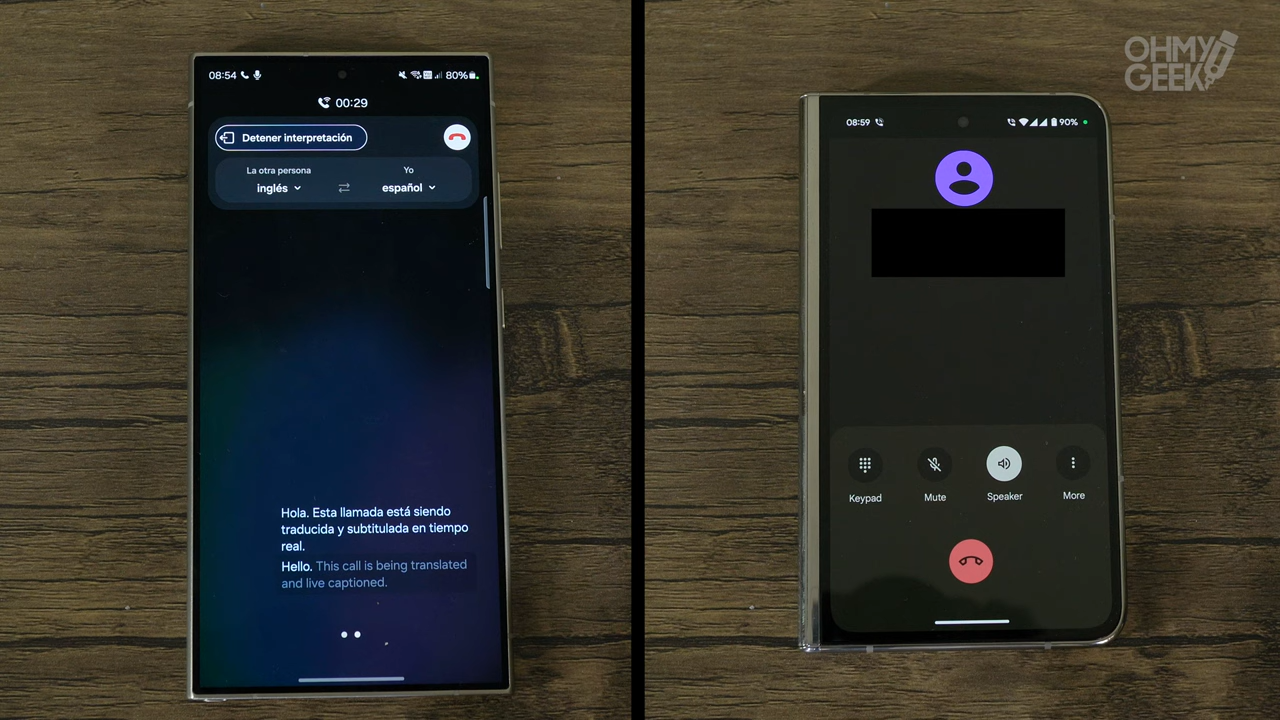 08:54
80%
00:29
Detener interpretación
La otra persona
Yo
inglés
español
Hola. Esta llamada está siendo
traducida y subtitulada en tiempo
real.
Hello. This call is being translated
and live captioned.
OHMY
GEEK
08:59
90%
Keypad
Mute
Speaker
More